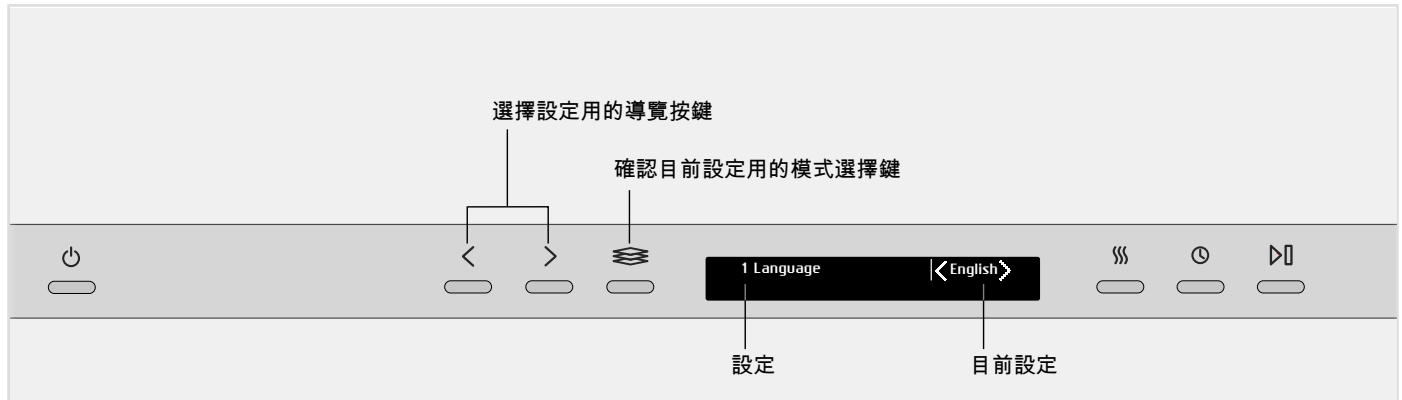 選擇設定用的導覽按鍵
確認目前設定用的模式選擇鍵
1 Language
English
設定
目前設定